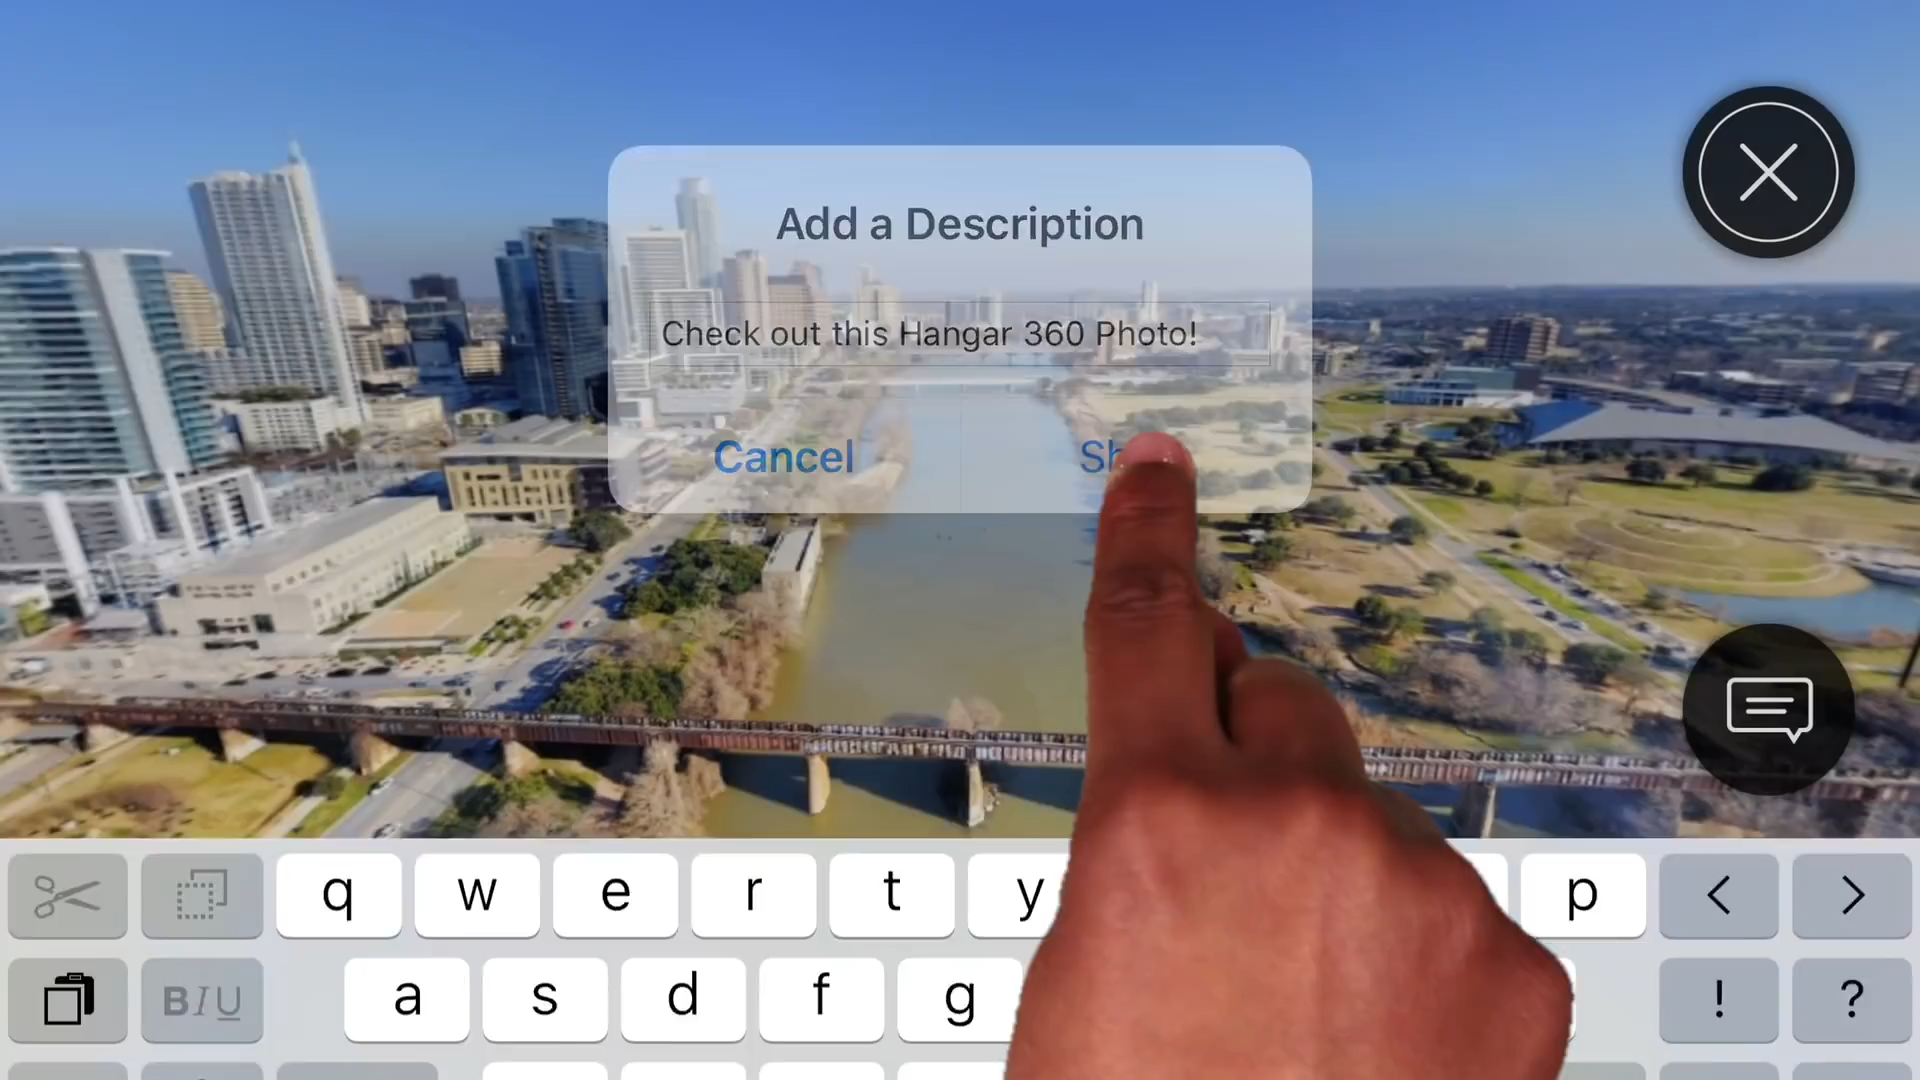 Add a Description
Check out this Hangar 360 Photo!
Cancel
q w e r t y p
B I U a s d f g ! ?